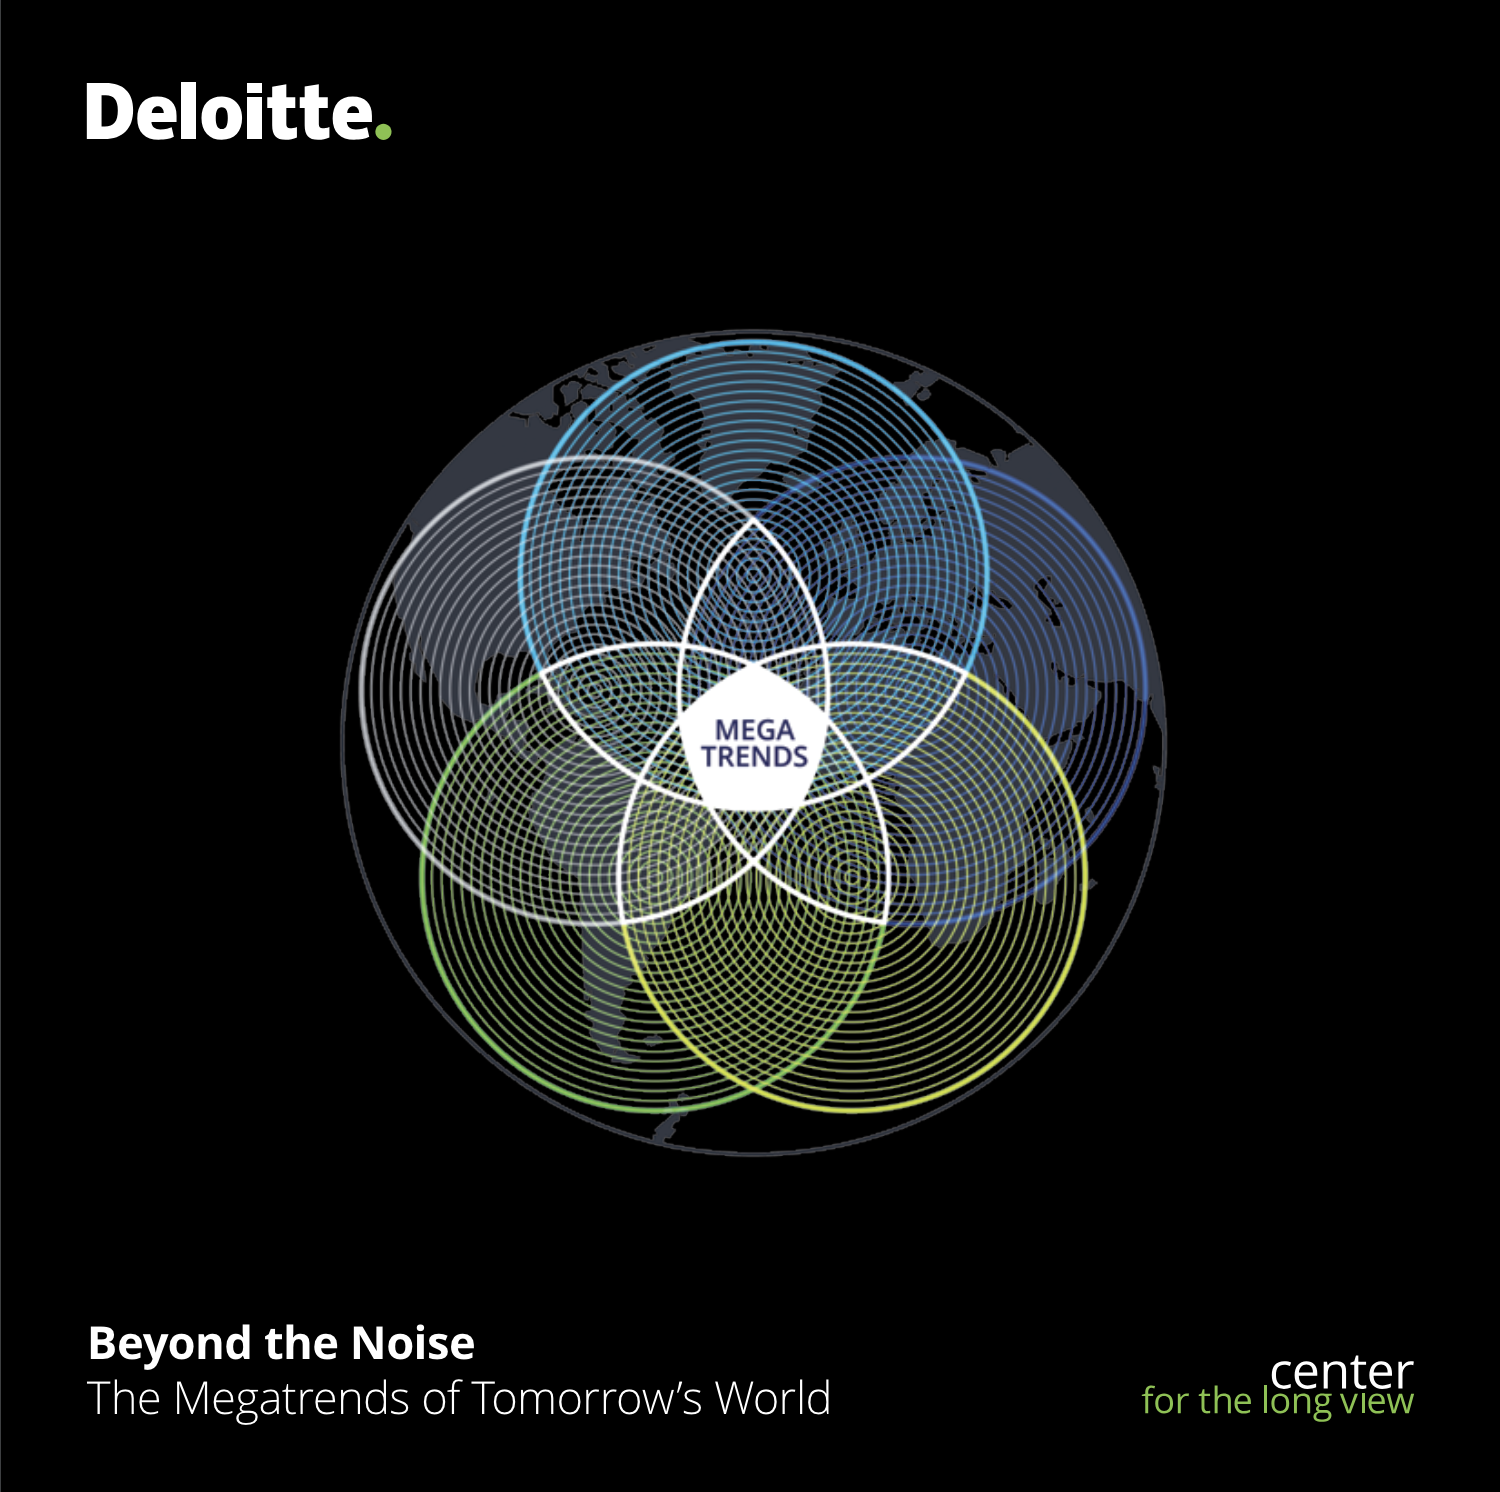 Deloitte.
MEGA
TRENDS
Beyond the Noise
The Megatrends of Tomorrow’s World
center
for the long view